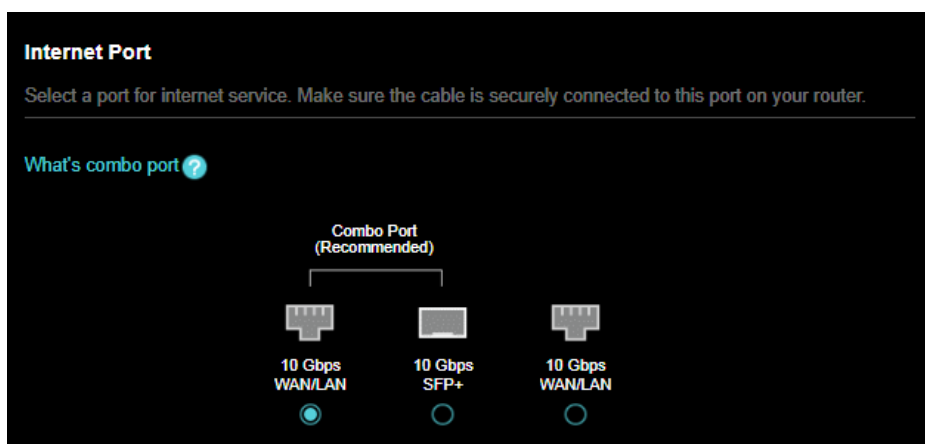 Internet Port
Select a port for internet service. Make sure the cable is securely connected to this port on your router.
What's combo port ?
Combo Port
(Recommended)
10 Gbps
WAN/LAN
10 Gbps
SFP+
10 Gbps
WAN/LAN